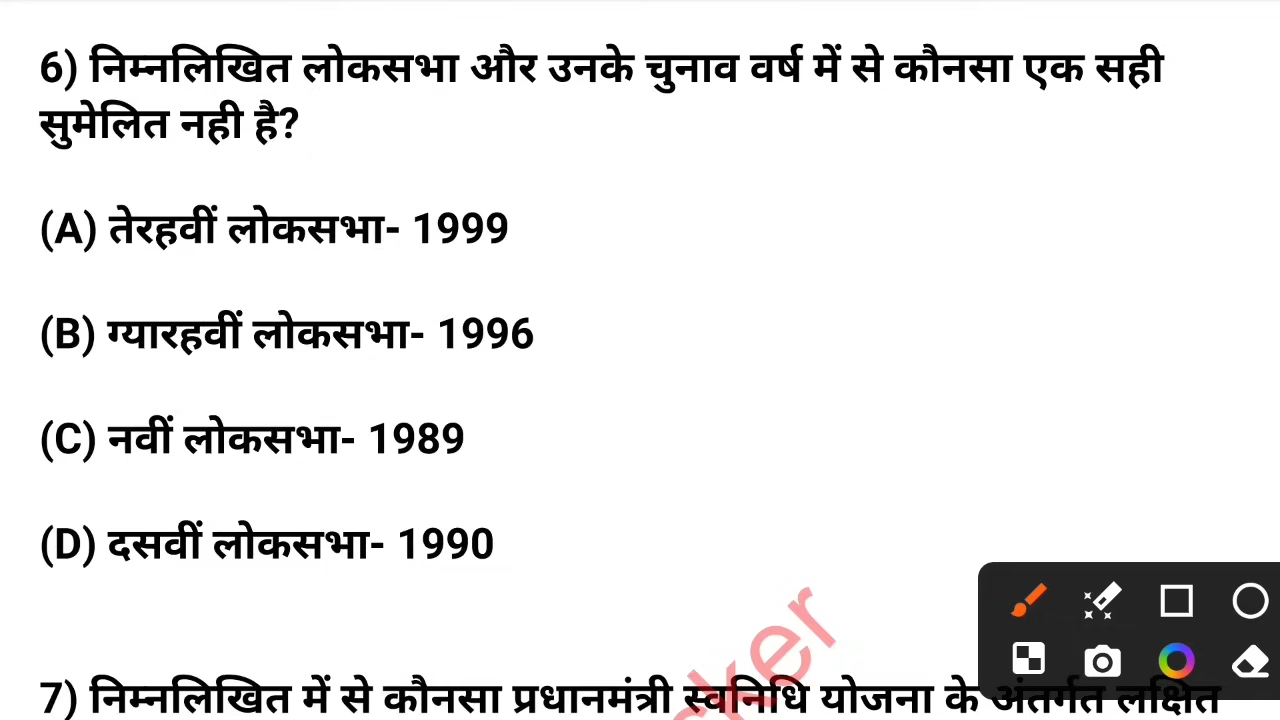 6) निम्नलिखित लोकसभा और उनके चुनाव वर्ष में से कौनसा एक सही
सुमेलित नही है?
(A) तेरहवीं लोकसभा- 1999
(B) ग्यारहवीं लोकसभा- 1996
(C) नवीं लोकसभा- 1989
(D) दसवीं लोकसभा- 1990
cker
7) निम्नलिखित में से कौनसा प्रधानमंत्री स्वनिधि योजना के अंतर्गत लक्षित